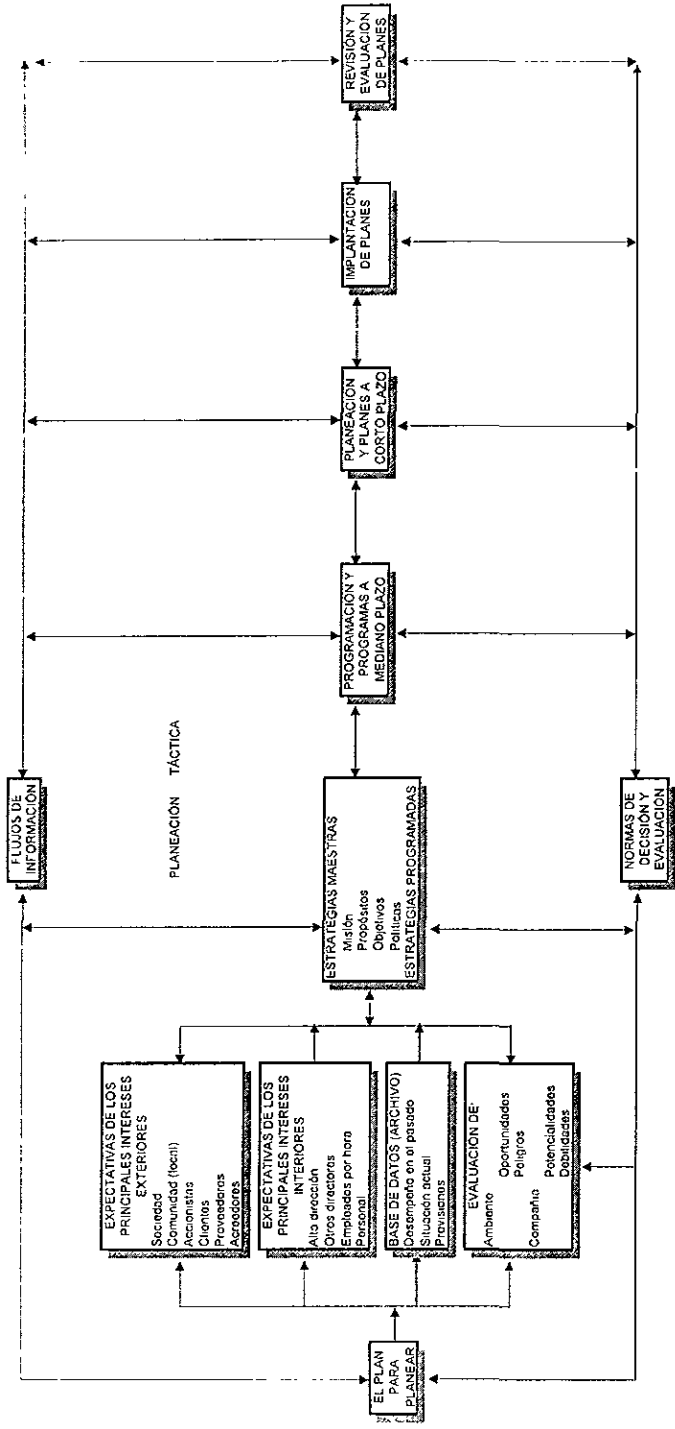 FLUJOS DE
INFORMACIÓN
PLANEACIÓN TÁCTICA
EL PLAN
PARA
PLANEAR
EXPECTATIVAS DE LOS
PRINCIPALES INTERESES
EXTERIORES
Sociedad
Comunidad (local)
Accionistas
Clientes
Proveedores
Acreedores
EXPECTATIVAS DE LOS
PRINCIPALES INTERESES
INTERIORES
Alta dirección
Otros directores
Empleados por hora
Personal
BASE DE DATOS (ARCHIVO)
Desempeño en el pasado
Situación actual
Previsiones
EVALUACIÓN DE:
Ambiente
Oportunidades
Peligros
Compañía
Potencialidades
Debilidades
ESTRATEGIAS MAESTRAS
Misión
Propósitos
Objetivos
Políticas
ESTRATEGIAS PROGRAMADAS
PROGRAMACIÓN Y
PROGRAMAS A
MEDIANO PLAZO
PLANEACIÓN
Y PLANES A
CORTO PLAZO
IMPLANTACION
DE PLANES
REVISIÓN Y
EVALUACIÓN
DE PLANES
NORMAS DE
DECISIÓN Y
EVALUACIÓN